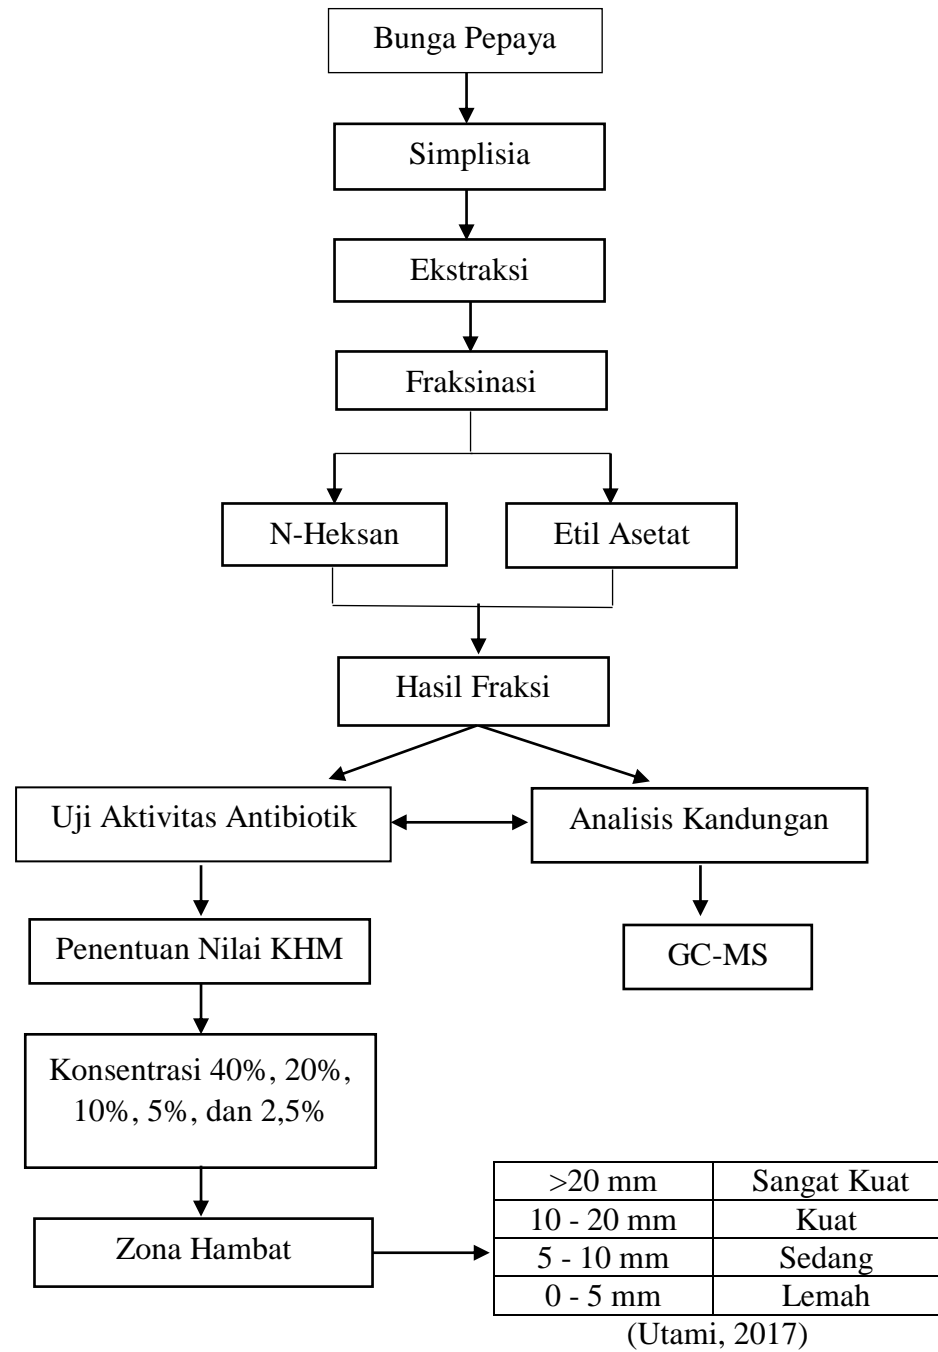 Bunga Pepaya
Simplisia
Ekstraksi
Fraksinasi
N-Heksan
Etil Asetat
Hasil Fraksi
Uji Aktivitas Antibiotik
Analisis Kandungan
Penentuan Nilai KHM
GC-MS
Konsentrasi 40%, 20%,
10%, 5%, dan 2,5%
Zona Hambat
>20 mm Sangat Kuat
10 - 20 mm Kuat
5 - 10 mm Sedang
0 - 5 mm Lemah
(Utami, 2017)